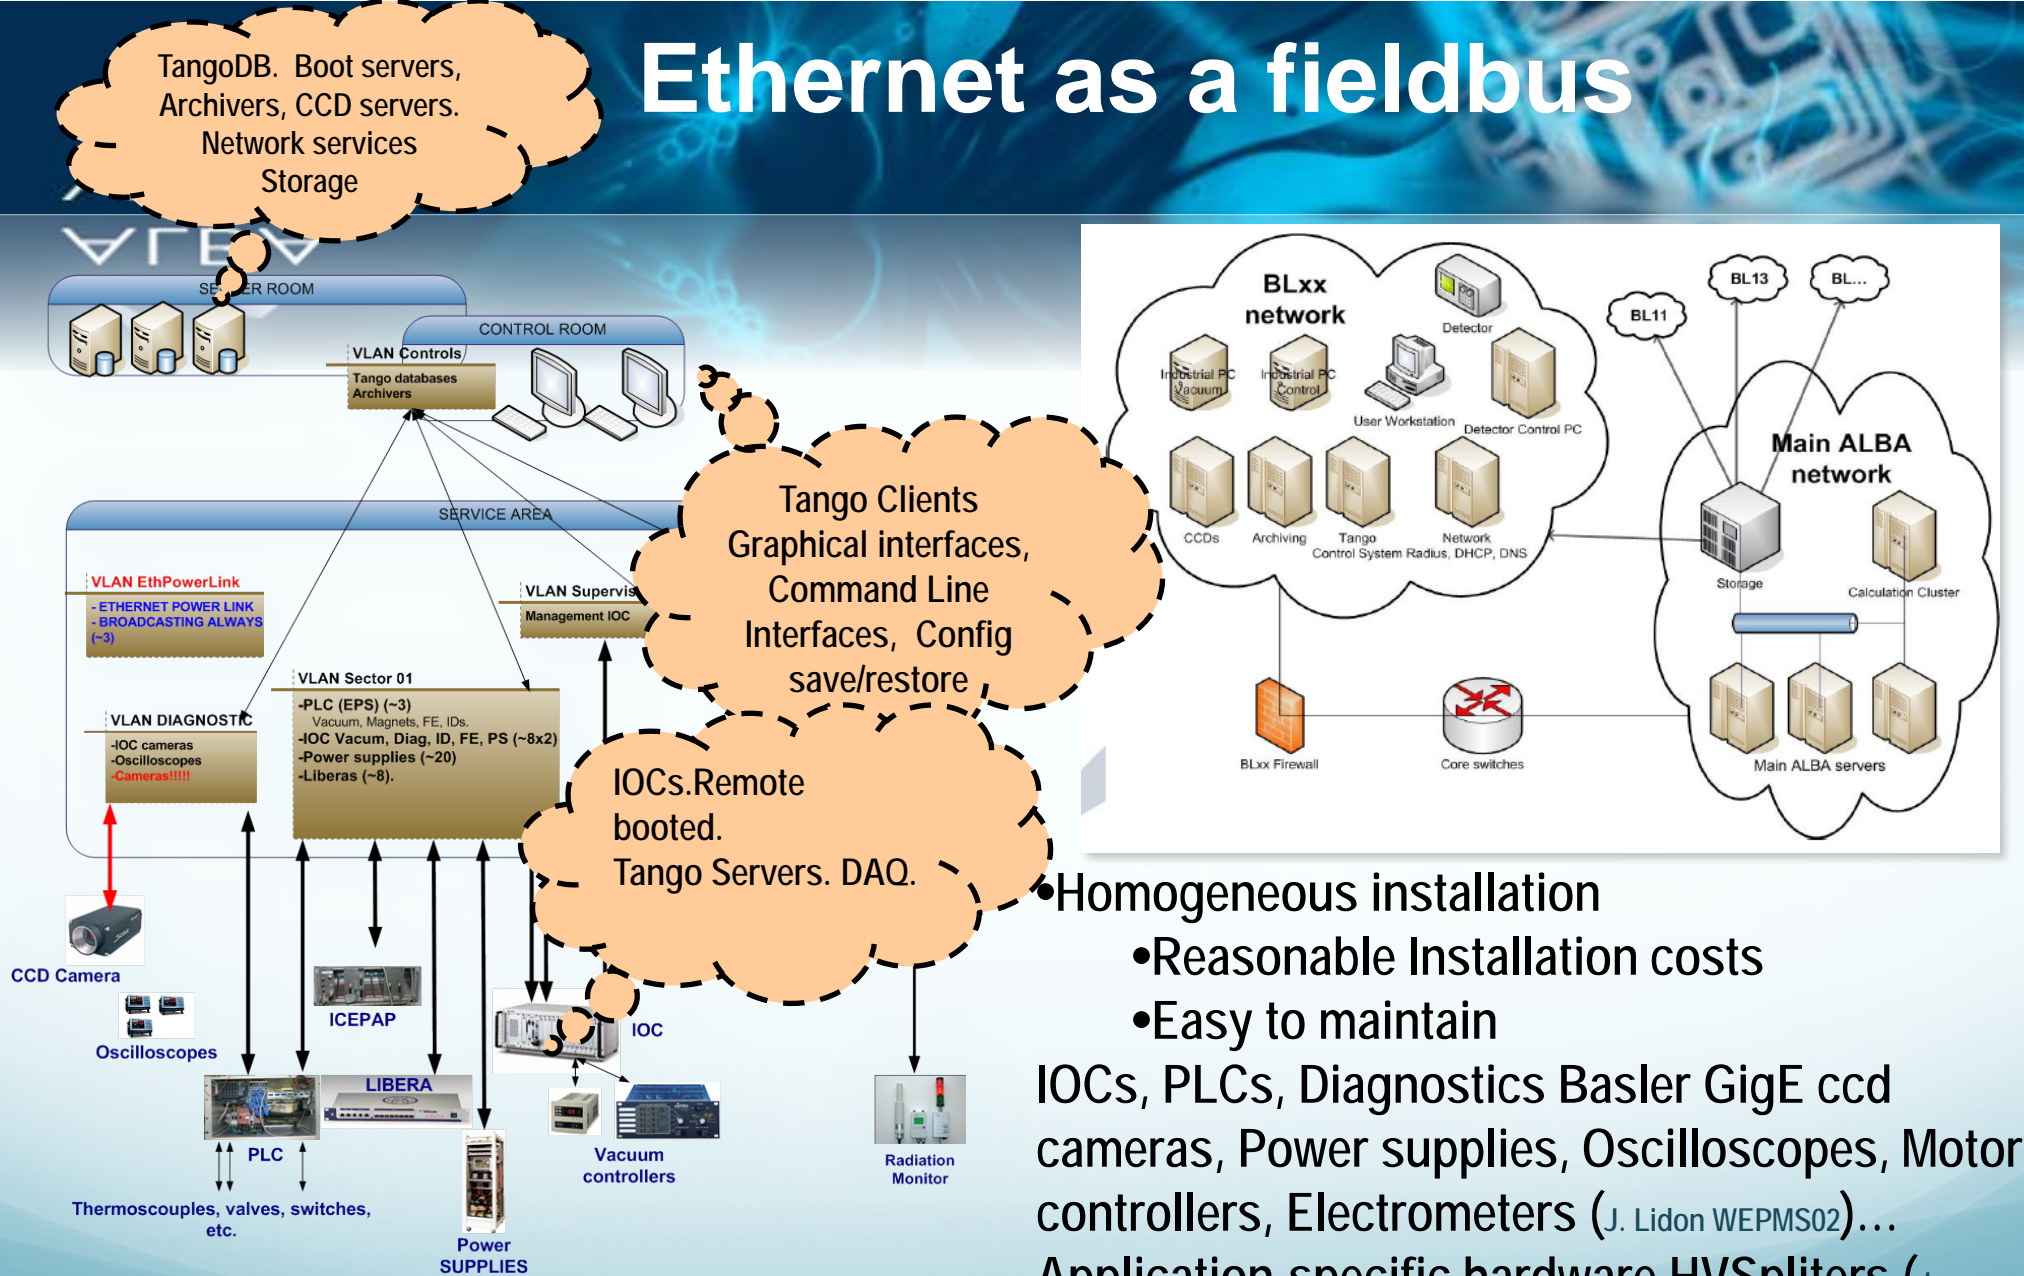 Ethernet as a fieldbus
TangoDB. Boot servers,
Archivers, CCD servers.
Network services
Storage
ALBA
CONTROL ROOM
VLAN Controls
Tango databases
Archivers
SERVICE AREA
Tango Clients
Graphical interfaces,
Command Line
Interfaces, Config
save/restore
VLAN EthPowerLink
- ETHERNET POWER LINK
- BROADCASTING ALWAYS
(~3)
Management IOC
VLAN Sector 01
-PLC (EPS) (~3)
Vacuum, Magnets, FE, IDs.
-IOC Vacum, Diag, ID, FE, PS (~8x2)
-Power supplies (~20)
-Liberas (~8).
VLAN DIAGNOSTIC
-IOC cameras
-Oscilloscopes
-Cameras!!!!!
IOCs.Remote
booted.
Tango Servers. DAQ.
CCD Camera
Oscilloscopes
ICEPAP
IOC
LIBERA
PLC
Thermoscouples, valves, switches,
etc.
Power
SUPPLIES
Vacuum
controllers
Radiation
Monitor
BLxx
network
Detector
Industrial PC
Vacuum
Industrial PC
Control
User Workstation
Detector Control PC
CCDs
Archiving
Tango
Control System
Network
Radius, DHCP, DNS
BL11
BL13
BL...
Main ALBA
network
Storage
Calculation Cluster
Main ALBA servers
BLxx Firewall
Core switches
•Homogeneous installation
•Reasonable Installation costs
•Easy to maintain
IOCs, PLCs, Diagnostics Basler GigE ccd
cameras, Power supplies, Oscilloscopes, Motor
controllers, Electrometers (J. Lidon WEPMS02)…
Application specific hardware HVSpliters (